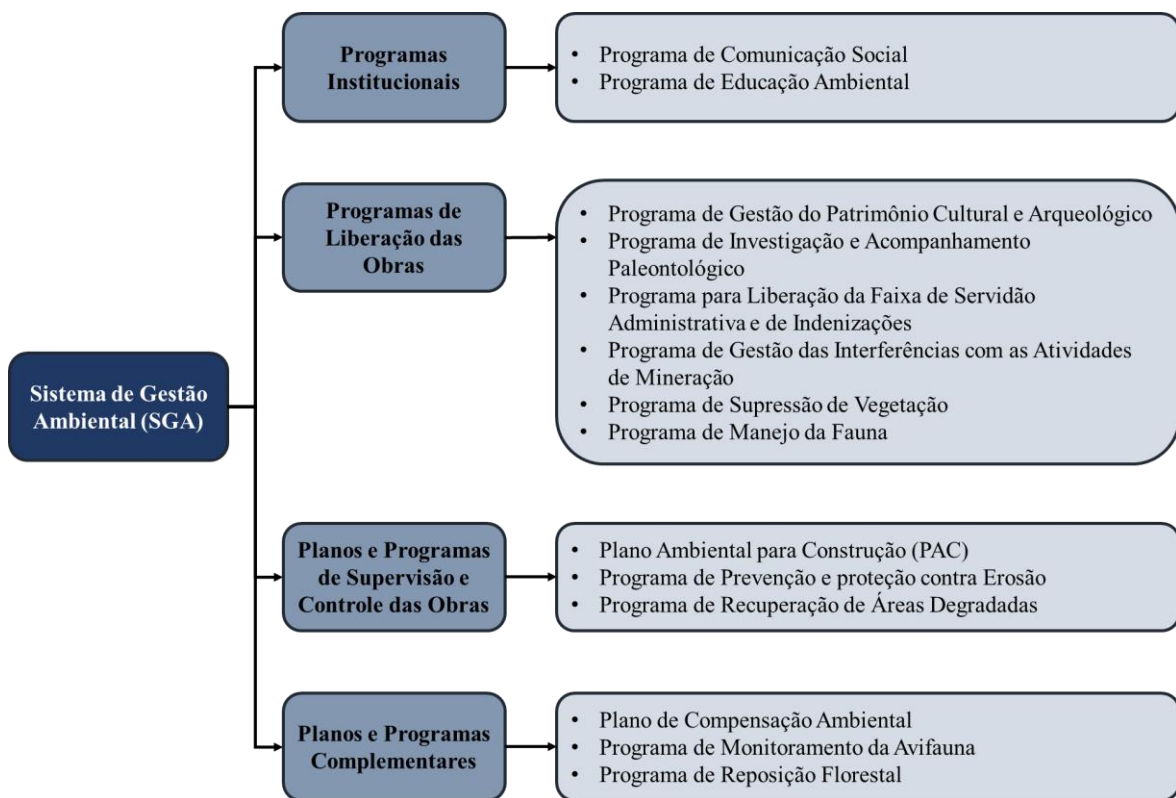 Programas
Institucionais
• Programa de Comunicação Social
• Programa de Educação Ambiental
Programas de
Liberação das
Obras
• Programa de Gestão do Patrimônio Cultural e Arqueológico
• Programa de Investigação e Acompanhamento
Paleontológico
• Programa para Liberação da Faixa de Servidão
Administrativa e de Indenizações
• Programa de Gestão das Interferências com as Atividades
de Mineração
• Programa de Supressão de Vegetação
• Programa de Manejo da Fauna
Sistema de Gestão
Ambiental (SGA)
Planos e Programas
de Supervisão e
Controle das Obras
• Plano Ambiental para Construção (PAC)
• Programa de Prevenção e proteção contra Erosão
• Programa de Recuperação de Áreas Degradadas
Planos e Programas
Complementares
• Plano de Compensação Ambiental
• Programa de Monitoramento da Avifauna
• Programa de Reposição Florestal